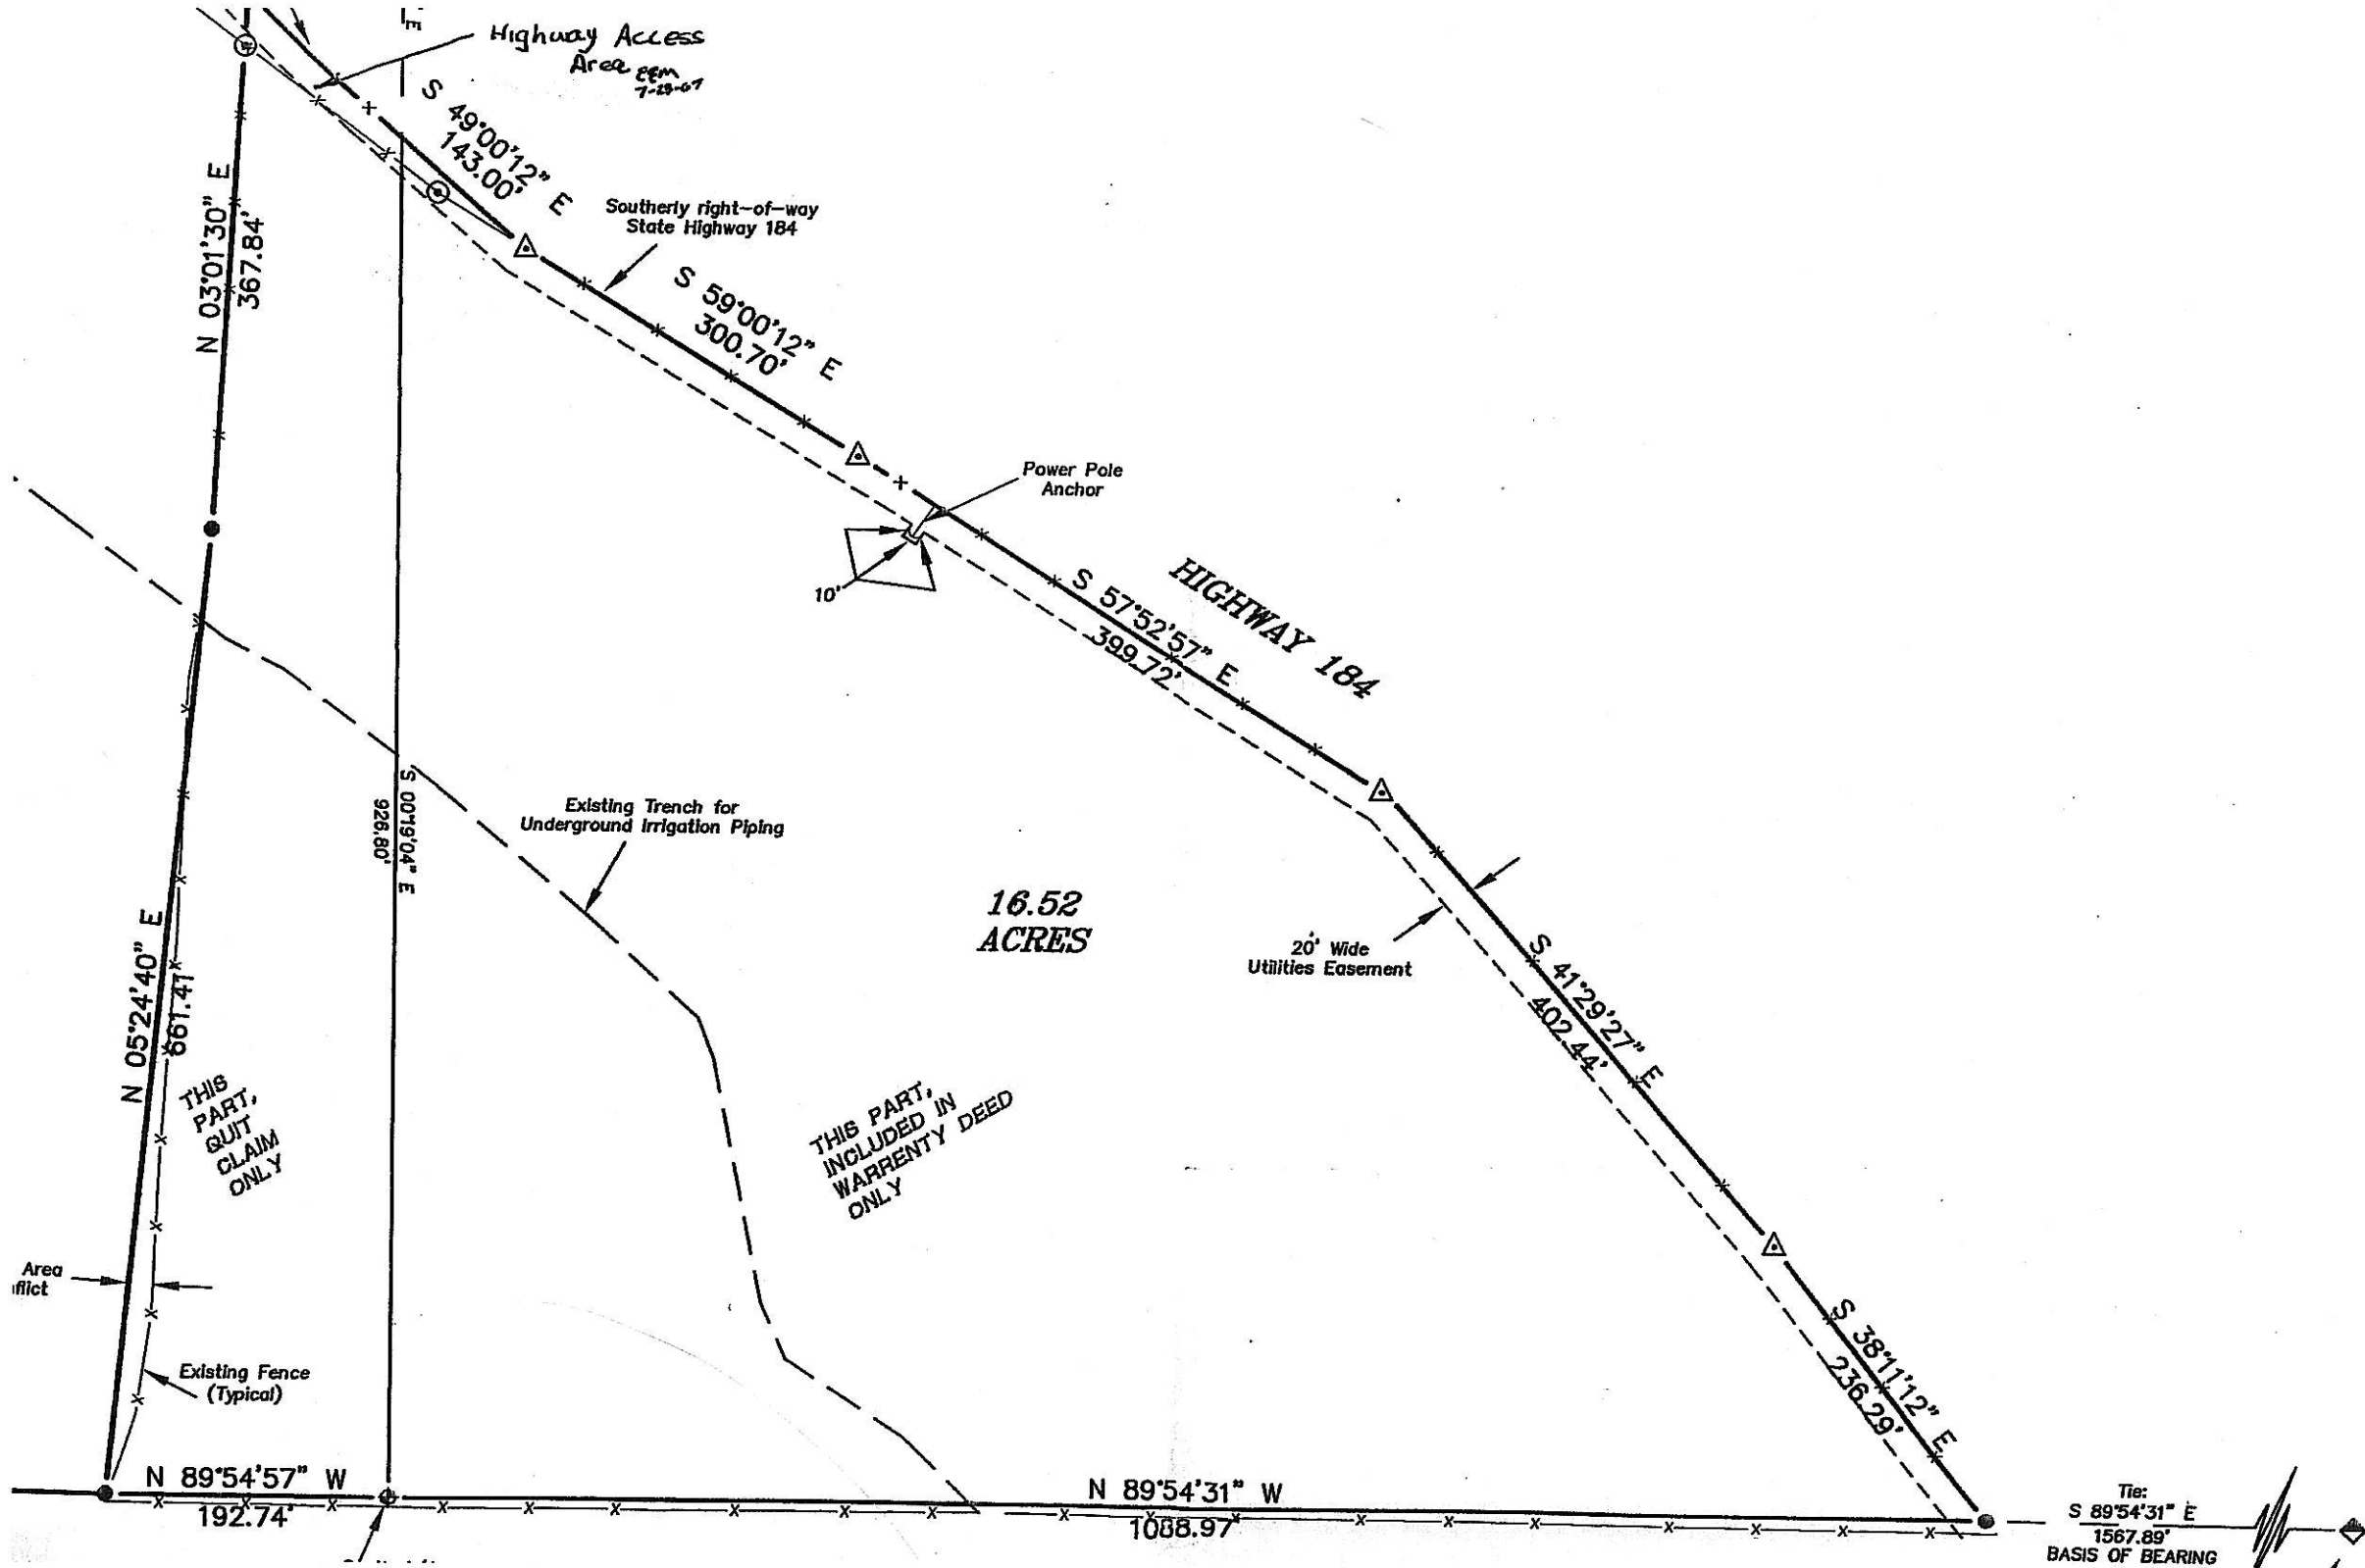 E
Highway Access
Area EEM
7-23-07
S 49°00'12" E
143.00'
N 03°01'30" E
367.84'
Southerly right-of-way
State Highway 184
S 59°00'12" E
300.70'
Power Pole
Anchor
10'
S 57°52'57" E
399.72'
HIGHWAY 184
S 00°19'04" E
926.80'
Existing Trench for
Underground Irrigation Piping
16.52
ACRES
20' Wide
Utilities Easement
S 41°29'27" E
402.44'
N 05°24'40" E
661.41
THIS
PART,
QUIT
CLAIM
ONLY
THIS PART,
INCLUDED IN
WARRENTY DEED
ONLY
Area
nflict
Existing Fence
(Typical)
S 38°11'12" E
236.29'
N 89°54'57" W
192.74'
N 89°54'31" W
1088.97'
Tie:
S 89°54'31" E
1567.89'
BASIS OF BEARING